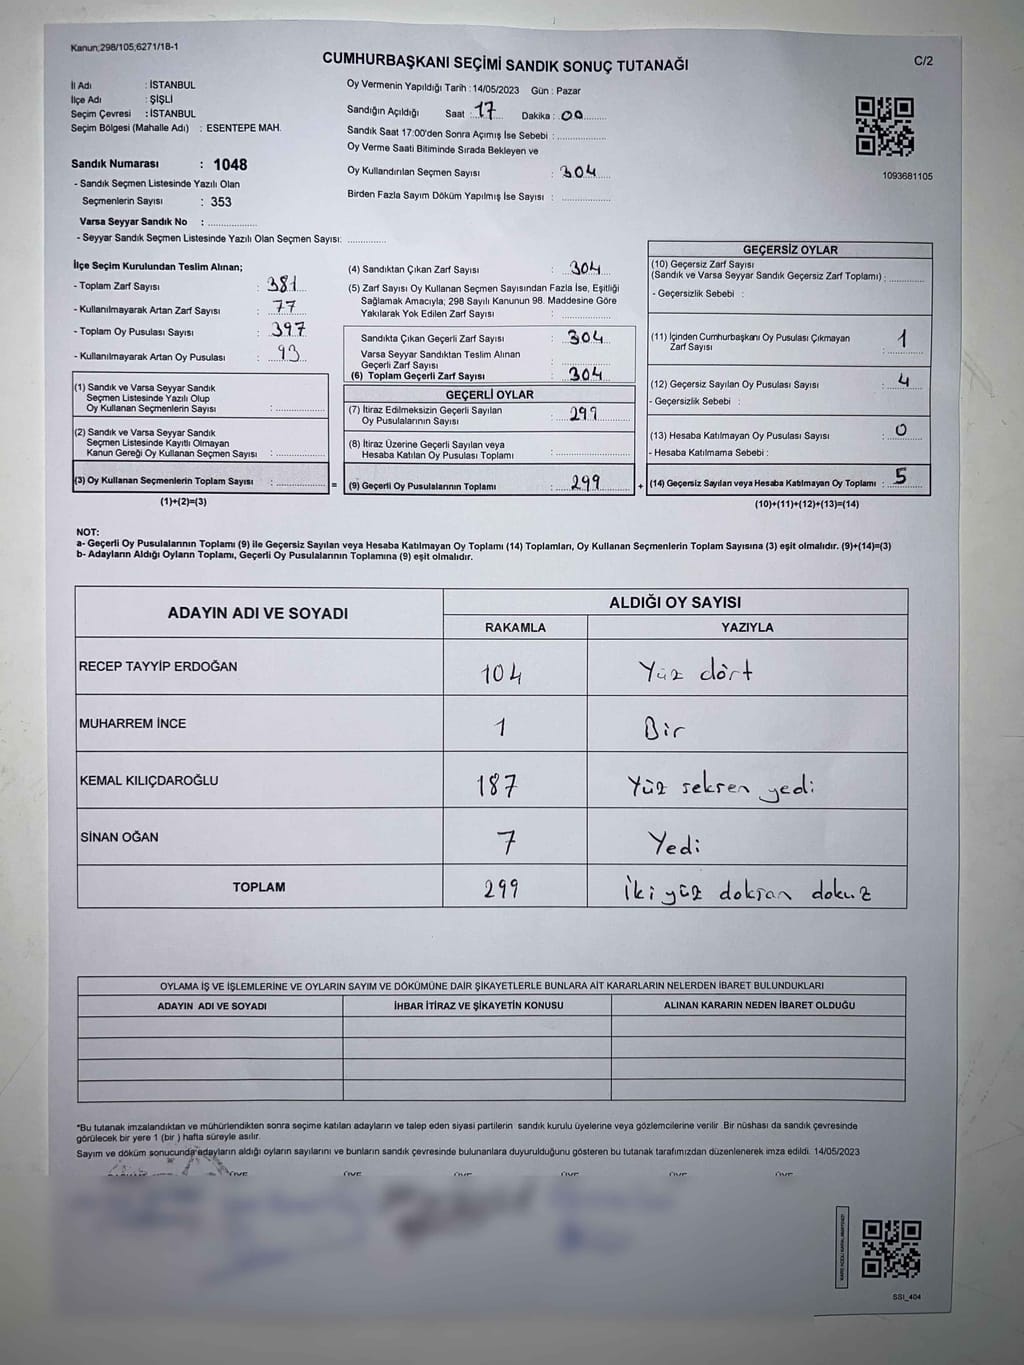 Kanun;298/105,6271/18-1
CUMHURBAŞKANI SEÇİMİ SANDIK SONUÇ TUTANAĞI
C/2
İl Adı : İSTANBUL
İlçe Adı : ŞİŞLİ
Seçim Çevresi : İSTANBUL
Seçim Bölgesi (Mahalle Adı) : ESENTEPE MAH.
Oy Vermenin Yapıldığı Tarih : 14/05/2023 Gün : Pazar
Sandığın Açıldığı Saat : 17 Dakika : 00
Sandık Saat 17:00'den Sonra Açımış İse Sebebi :
Oy Verme Saati Bitiminde Sırada Bekleyen ve
Oy Kullandırılan Seçmen Sayısı : 304
Birden Fazla Sayım Döküm Yapılmış İse Sayısı :
1093681105
Sandık Numarası : 1048
- Sandık Seçmen Listesinde Yazılı Olan
Seçmenlerin Sayısı : 353
Varsa Seyyar Sandık No :
- Seyyar Sandık Seçmen Listesinde Yazılı Olan Seçmen Sayısı:
İlçe Seçim Kurulundan Teslim Alınan;
- Toplam Zarf Sayısı : 381
- Kullanılmayarak Artan Zarf Sayısı : 77
- Toplam Oy Pusulası Sayısı : 397
- Kullanılmayarak Artan Oy Pusulası : 93
(1) Sandık ve Varsa Seyyar Sandık
Seçmen Listesinde Yazılı Olup
Oy Kullanan Seçmenlerin Sayısı :
(2) Sandık ve Varsa Seyyar Sandık
Seçmen Listesinde Kayıtlı Olmayan
Kanun Gereği Oy Kullanan Seçmen Sayısı :
(3) Oy Kullanan Seçmenlerin Toplam Sayısı :
(1)+(2)=(3)
=
(4) Sandıktan Çıkan Zarf Sayısı : 304
(5) Zarf Sayısı Oy Kullanan Seçmen Sayısından Fazla İse, Eşitliği
Sağlamak Amacıyla; 298 Sayılı Kanunun 98. Maddesine Göre
Yakılarak Yok Edilen Zarf Sayısı :
Sandıkta Çıkan Geçerli Zarf Sayısı : 304
Varsa Seyyar Sandıktan Teslim Alınan
Geçerli Zarf Sayısı :
(6) Toplam Geçerli Zarf Sayısı : 304
GEÇERLİ OYLAR
(7) İtiraz Edilmeksizin Geçerli Sayılan
Oy Pusulalarının Sayısı : 299
(8) İtiraz Üzerine Geçerli Sayılan veya
Hesaba Katılan Oy Pusulası Toplamı :
(9) Geçerli Oy Pusulalarının Toplamı : 299
+
GEÇERSİZ OYLAR
(10) Geçersiz Zarf Sayısı
(Sandık ve Varsa Seyyar Sandık Geçersiz Zarf Toplamı) :
- Geçersizlik Sebebi :
(11) İçinden Cumhurbaşkanı Oy Pusulası Çıkmayan
Zarf Sayısı : 1
(12) Geçersiz Sayılan Oy Pusulası Sayısı : 4
- Geçersizlik Sebebi :
(13) Hesaba Katılmayan Oy Pusulası Sayısı : 0
- Hesaba Katılmama Sebebi :
(14) Geçersiz Sayılan veya Hesaba Katılmayan Oy Toplamı : 5
(10)+(11)+(12)+(13)=(14)
NOT:
a- Geçerli Oy Pusulalarının Toplamı (9) ile Geçersiz Sayılan veya Hesaba Katılmayan Oy Toplamı (14) Toplamları, Oy Kullanan Seçmenlerin Toplam Sayısına (3) eşit olmalıdır. (9)+(14)=(3)
b- Adayların Aldığı Oyların Toplamı, Geçerli Oy Pusulalarının Toplamına (9) eşit olmalıdır.
ADAYIN ADI VE SOYADI
ALDIĞI OY SAYISI
RAKAMLA YAZIYLA
RECEP TAYYİP ERDOĞAN 104 Yüz dört
MUHARREM İNCE 1 Bir
KEMAL KILIÇDAROĞLU 187 Yüz seksen yedi
SİNAN OĞAN 7 Yedi
TOPLAM 299 İki yüz doksan dokuz
OYLAMA İŞ VE İŞLEMLERİNE VE OYLARIN SAYIM VE DÖKÜMÜNE DAİR ŞİKAYETLERLE BUNLARA AİT KARARLARIN NELERDEN İBARET BULUNDUKLARI
ADAYIN ADI VE SOYADI İHBAR İTİRAZ VE ŞİKAYETİN KONUSU ALINAN KARARIN NEDEN İBARET OLDUĞU
*Bu tutanak imzalandıktan ve mühürlendikten sonra seçime katılan adayların ve talep eden siyasi partilerin sandık kurulu üyelerine veya gözlemcilerine verilir .Bir nüshası da sandık çevresinde
görülecek bir yere 1 (bir ) hafta süreyle asılır.
Sayım ve döküm sonucunda adayların aldığı oyların sayılarını ve bunların sandık çevresinde bulunanlara duyurulduğunu gösteren bu tutanak tarafımızdan düzenlenerek imza edildi. 14/05/2023
SSI_404